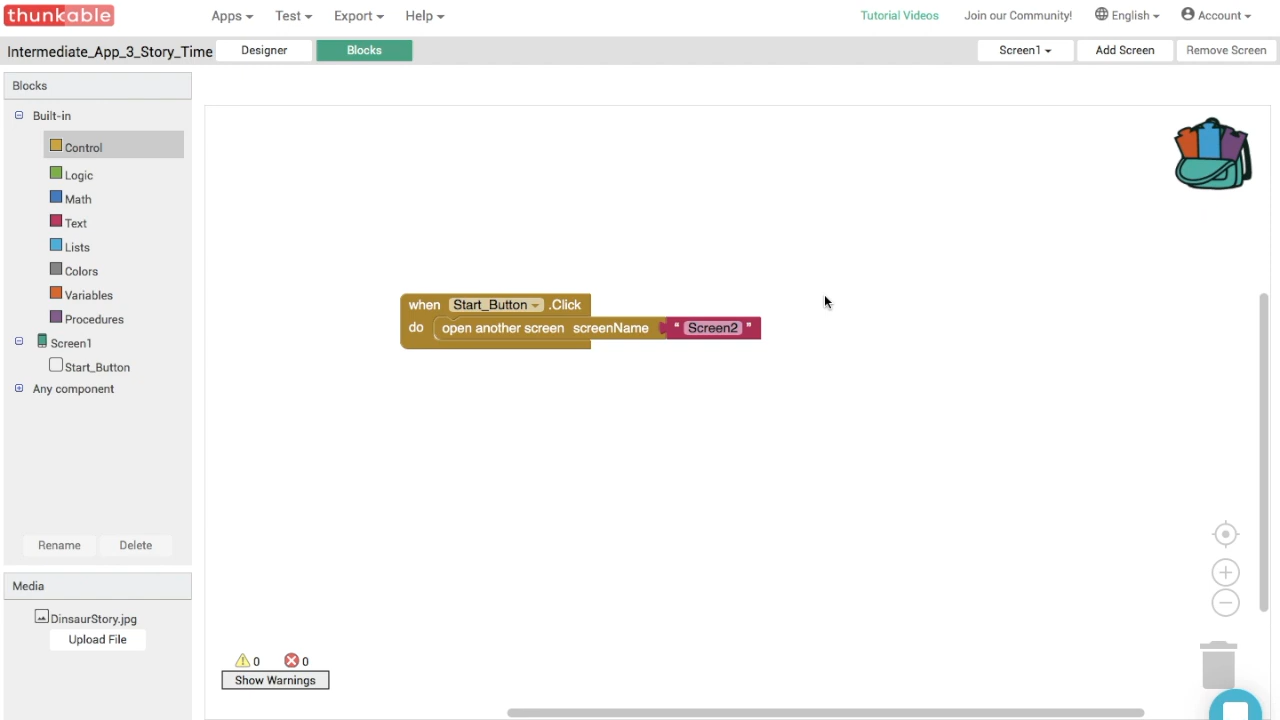 thunkable Apps Test Export Help Tutorial Videos Join our Community! English Account
Intermediate_App_3_Story_Time Designer Blocks Screen1 Add Screen Remove Screen
Blocks
Built-in
Control
Logic
Math
Text
Lists
Colors
Variables
Procedures
Screen1
Start_Button
Any component
Rename Delete
Media
DinsaurStory.jpg
Upload File
when Start_Button .Click
do open another screen screenName " Screen2 "
0 0
Show Warnings